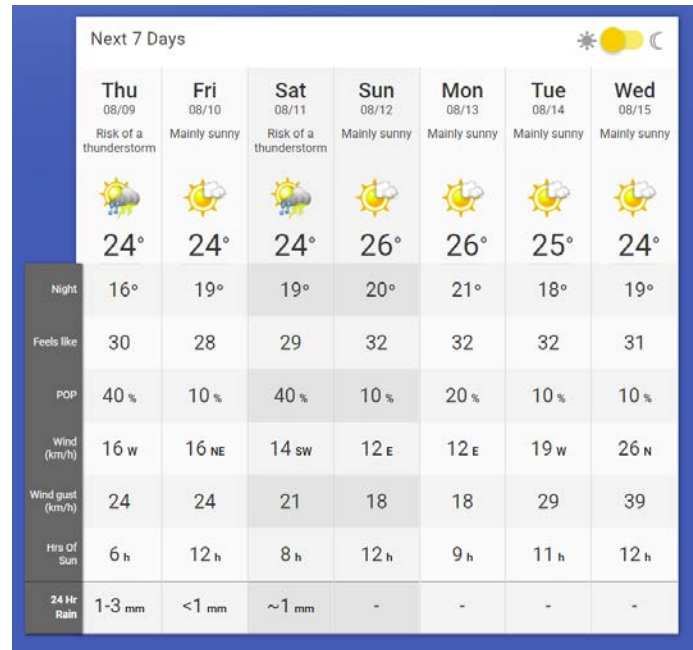 Next 7 Days
Thu Fri Sat Sun Mon Tue Wed
08/09 08/10 08/11 08/12 08/13 08/14 08/15
Risk of a Mainly sunny Risk of a Mainly sunny Mainly sunny Mainly sunny Mainly sunny
thunderstorm thunderstorm
24° 24° 24° 26° 26° 25° 24°
Night 16° 19° 19° 20° 21° 18° 19°
Feels like 30 28 29 32 32 32 31
POP 40 % 10 % 40 % 10 % 20 % 10 % 10 %
Wind
(km/h) 16 W 16 NE 14 SW 12 E 12 E 19 W 26 N
Wind gust
(km/h) 24 24 21 18 18 29 39
Hrs Of
Sun 6 h 12 h 8 h 12 h 9 h 11 h 12 h
24 Hr
Rain 1-3 mm <1 mm ~1 mm - - - -